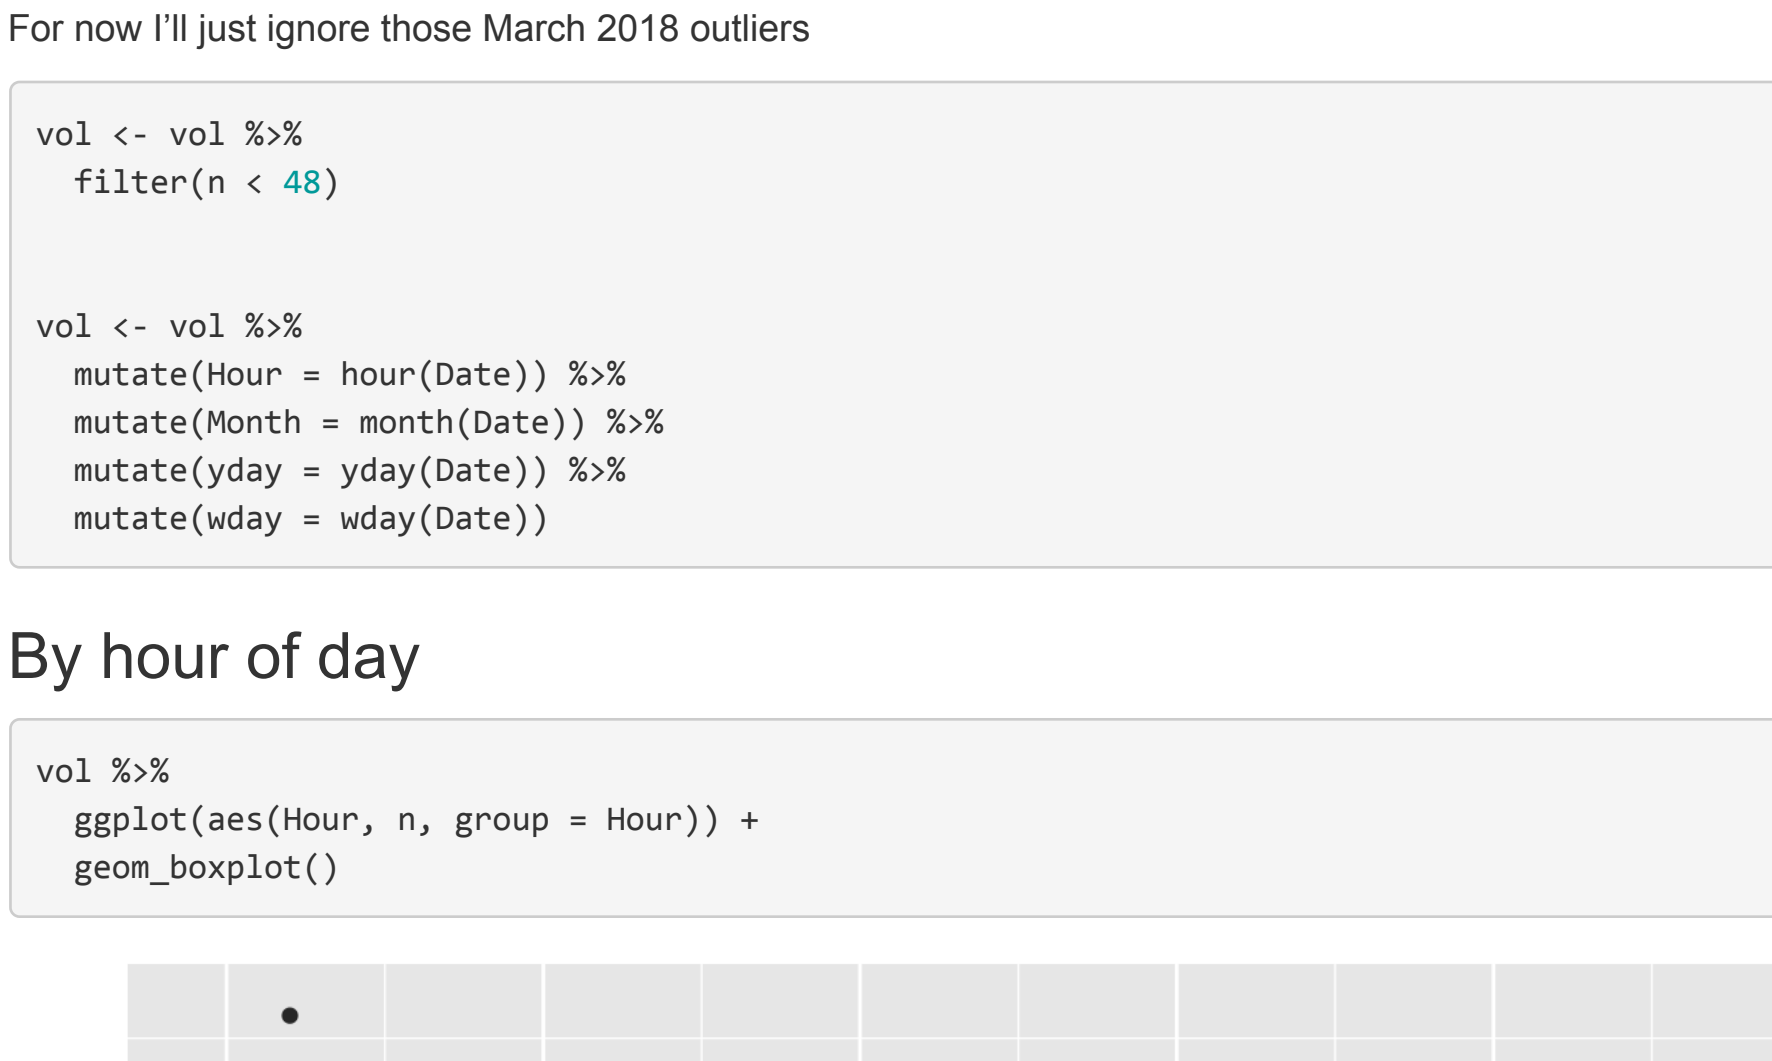 For now I’ll just ignore those March 2018 outliers
vol <- vol %>%
  filter(n < 48)
vol <- vol %>%
  mutate(Hour = hour(Date)) %>%
  mutate(Month = month(Date)) %>%
  mutate(yday = yday(Date)) %>%
  mutate(wday = wday(Date))
By hour of day
vol %>%
  ggplot(aes(Hour, n, group = Hour)) +
  geom_boxplot()